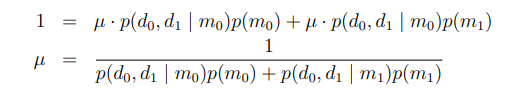 1 = μ · p(d₀, d₁ | m₀)p(m₀) + μ · p(d₀, d₁ | m₀)p(m₁)
μ = 1 / (p(d₀, d₁ | m₀)p(m₀) + p(d₀, d₁ | m₁)p(m₁))